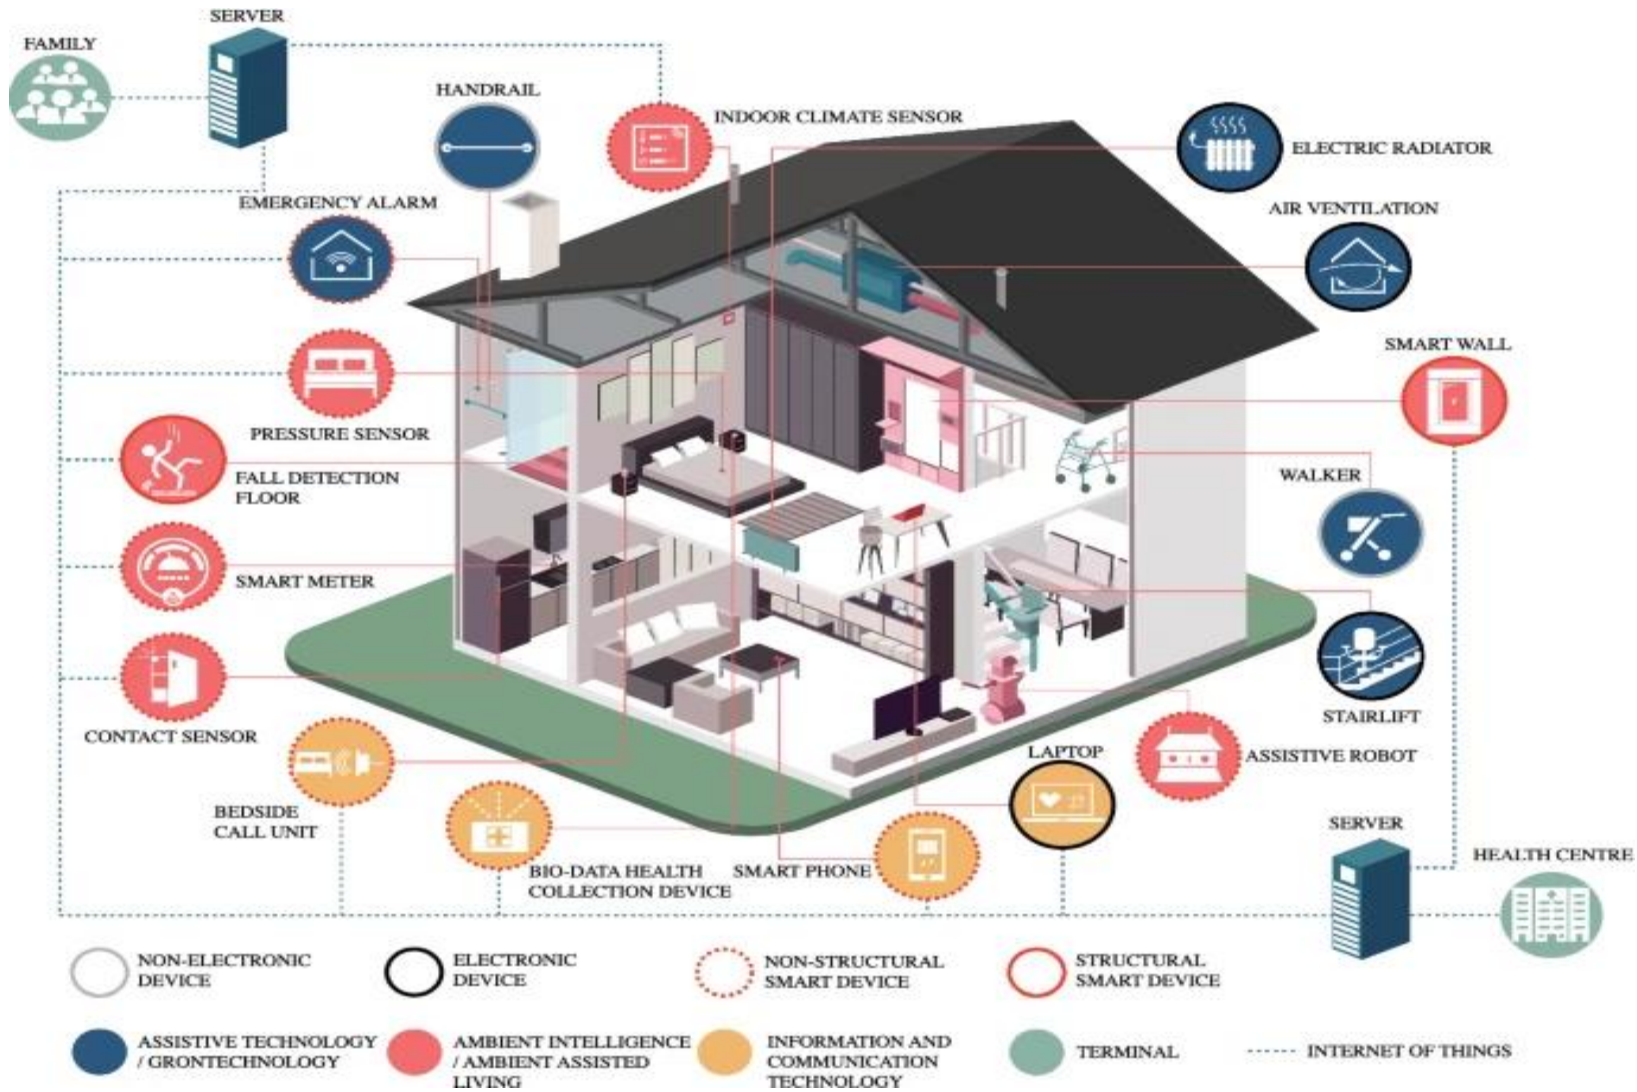 SERVER
FAMILY
HANDRAIL
INDOOR CLIMATE SENSOR
ELECTRIC RADIATOR
EMERGENCY ALARM
AIR VENTILATION
SMART WALL
PRESSURE SENSOR
FALL DETECTION
FLOOR
WALKER
SMART METER
STAIRLIFT
CONTACT SENSOR
LAPTOP
ASSISTIVE ROBOT
BEDSIDE
CALL UNIT
SERVER
BIO-DATA HEALTH
COLLECTION DEVICE
SMART PHONE
HEALTH CENTRE
NON-ELECTRONIC
DEVICE
ELECTRONIC
DEVICE
NON-STRUCTURAL
SMART DEVICE
STRUCTURAL
SMART DEVICE
ASSISTIVE TECHNOLOGY
/ GRONTECHNOLOGY
AMBIENT INTELLIGENCE
/ AMBIENT ASSISTED
LIVING
INFORMATION AND
COMMUNICATION
TECHNOLOGY
TERMINAL
INTERNET OF THINGS